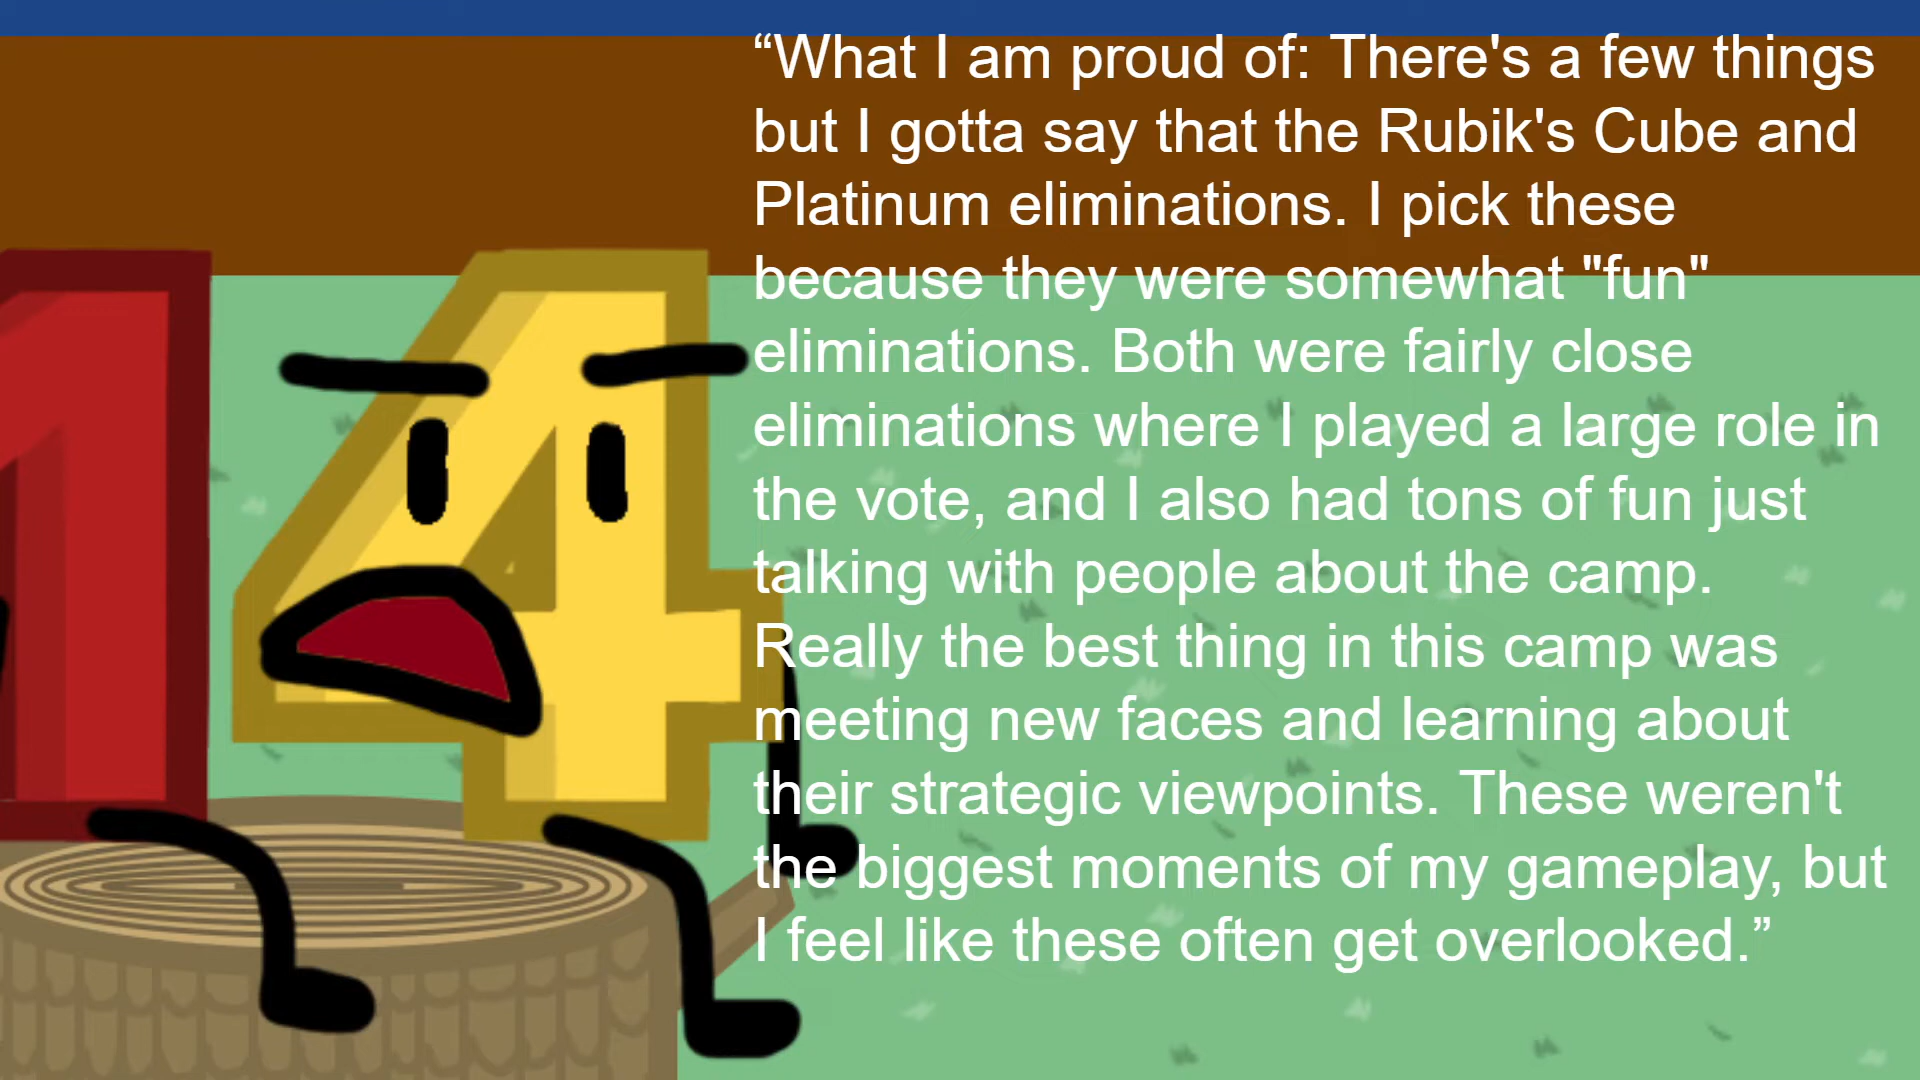 “What I am proud of: There's a few things
but I gotta say that the Rubik's Cube and
Platinum eliminations. I pick these
because they were somewhat "fun"
eliminations. Both were fairly close
eliminations where I played a large role in
the vote, and I also had tons of fun just
talking with people about the camp.
Really the best thing in this camp was
meeting new faces and learning about
their strategic viewpoints. These weren't
the biggest moments of my gameplay, but
I feel like these often get overlooked.”
14